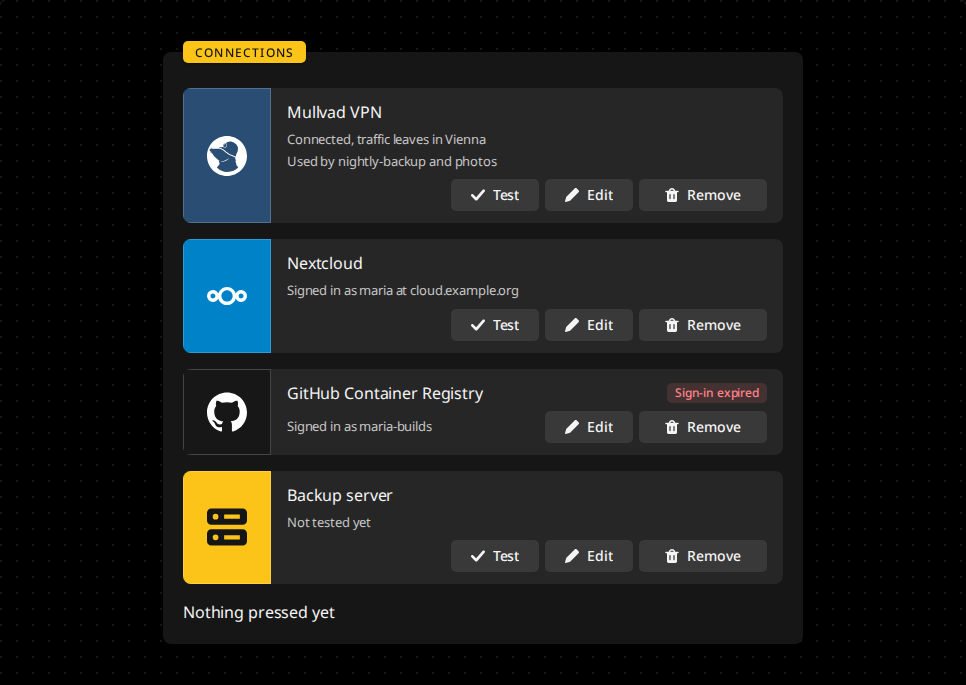 CONNECTIONS
Mullvad VPN
Connected, traffic leaves in Vienna
Used by nightly-backup and photos
Test Edit Remove
Nextcloud
Signed in as maria at cloud.example.org
Test Edit Remove
GitHub Container Registry Sign-in expired
Signed in as maria-builds Edit Remove
Backup server
Not tested yet
Test Edit Remove
Nothing pressed yet